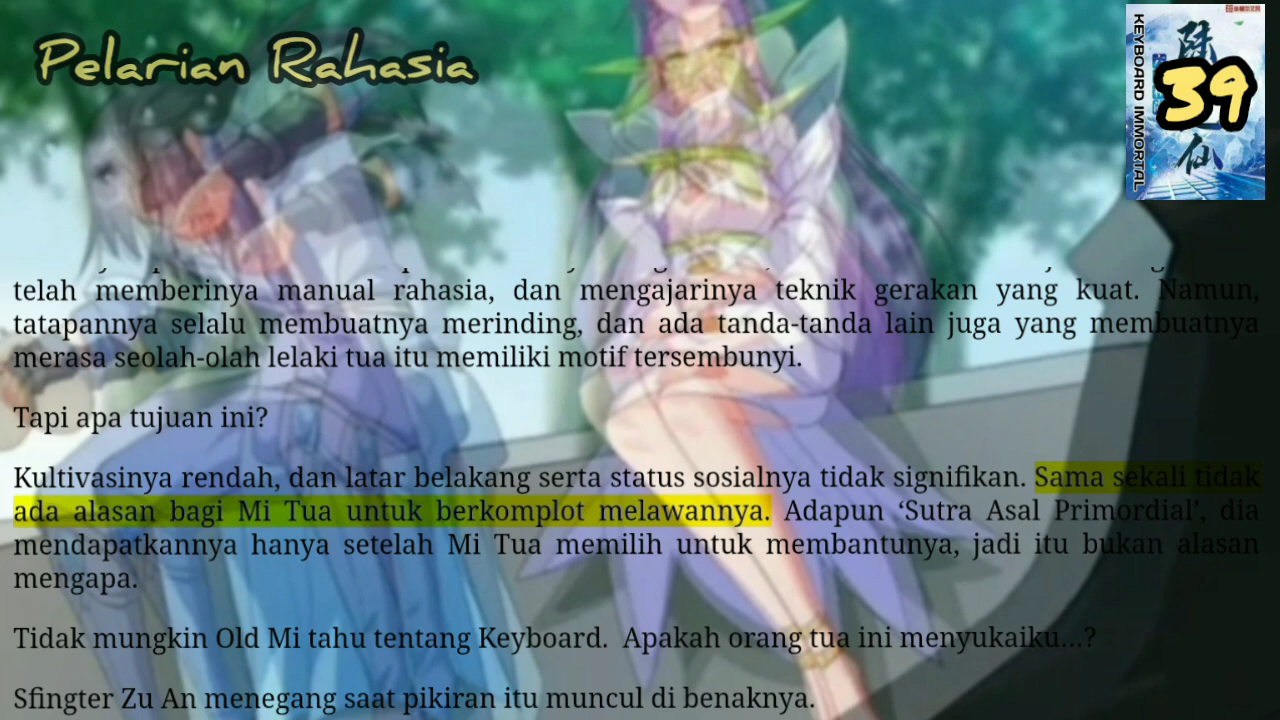 Pelarian Rahasia
39
KEYBOARD IMMORTAL
仙
telah memberinya manual rahasia, dan mengajarinya teknik gerakan yang kuat. Namun,
tatapannya selalu membuatnya merinding, dan ada tanda-tanda lain juga yang membuatnya
merasa seolah-olah lelaki tua itu memiliki motif tersembunyi.
Tapi apa tujuan ini?
Kultivasinya rendah, dan latar belakang serta status sosialnya tidak signifikan. Sama sekali tidak
ada alasan bagi Mi Tua untuk berkomplot melawannya. Adapun ‘Sutra Asal Primordial’, dia
mendapatkannya hanya setelah Mi Tua memilih untuk membantunya, jadi itu bukan alasan
mengapa.
Tidak mungkin Old Mi tahu tentang Keyboard. Apakah orang tua ini menyukaiku...?
Sfingter Zu An menegang saat pikiran itu muncul di benaknya.